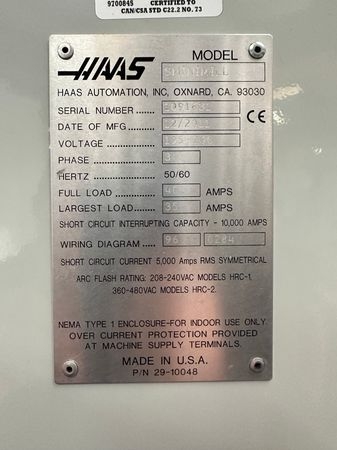 9700845 CERTIFIED TO
CAN/CSA STD C22.2 NO. 73
HAAS MODEL
HAAS AUTOMATION, INC, OXNARD, CA. 93030
SERIAL NUMBER
DATE OF MFG
VOLTAGE
PHASE 3
HERTZ 50/60
FULL LOAD AMPS
LARGEST LOAD AMPS
SHORT CIRCUIT INTERRUPTING CAPACITY - 10,000 AMPS
WIRING DIAGRAM
SHORT CIRCUIT CURRENT 5,000 Amps RMS SYMMETRICAL
ARC FLASH RATING: 208-240VAC MODELS HRC-1,
360-480VAC MODELS HRC-2.
NEMA TYPE 1 ENCLOSURE-FOR INDOOR USE ONLY
OVER CURRENT PROTECTION PROVIDED
AT MACHINE SUPPLY TERMINALS.
MADE IN U.S.A.
P/N 29-10048